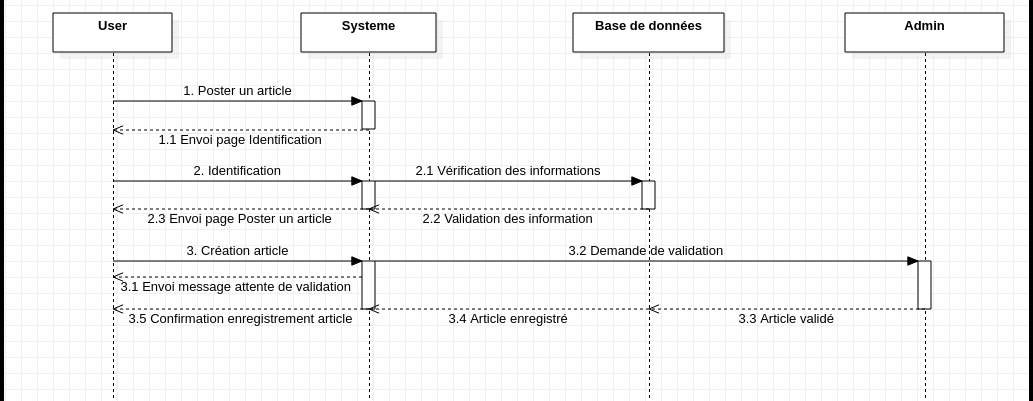 User
Systeme
Base de données
Admin
1. Poster un article
1.1 Envoi page Identification
2. Identification
2.1 Vérification des informations
2.3 Envoi page Poster un article
2.2 Validation des information
3. Création article
3.2 Demande de validation
3.1 Envoi message attente de validation
3.5 Confirmation enregistrement article
3.4 Article enregistré
3.3 Article validé